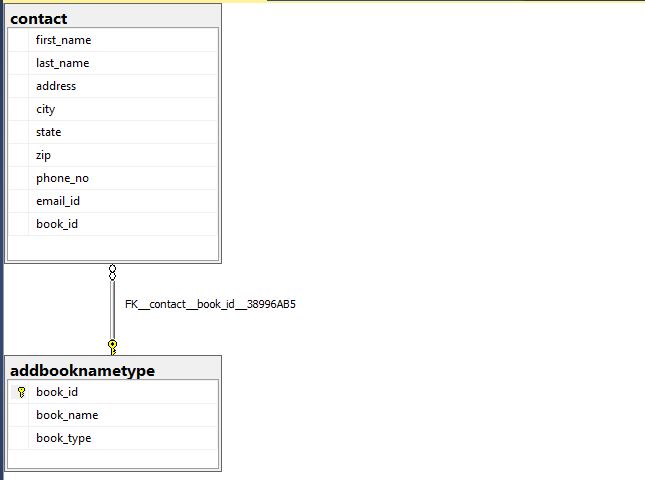 contact
first_name
last_name
address
city
state
zip
phone_no
email_id
book_id
FK__contact__book_id__38996AB5
addbooknametype
book_id
book_name
book_type